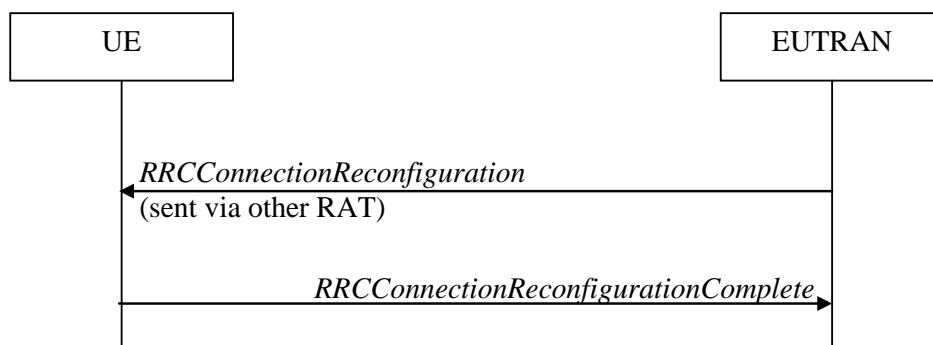 UE
EUTRAN
RRCConnectionReconfiguration
(sent via other RAT)
RRCConnectionReconfigurationComplete